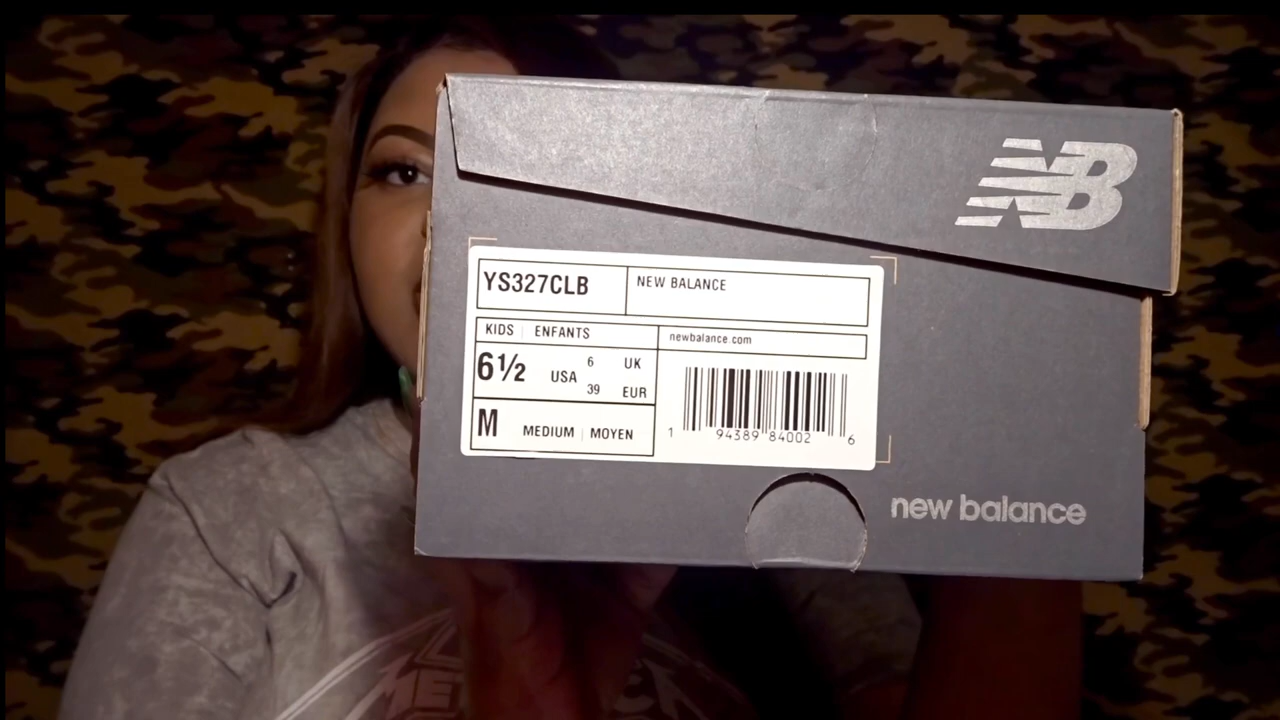 NB
YS327CLB
NEW BALANCE
KIDS | ENFANTS
newbalance.com
6½ USA 6 UK
39 EUR
M MEDIUM | MOYEN
1 94389 84002 6
new balance